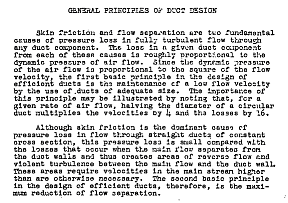 GENERAL PRINCIPLES OF DUCT DESIGN
Skin friction and flow separation are two fundamental
causes of pressure loss in fully turbulent flow through
any duct component. The loss in a given duct component
from each of these causes is roughly proportional to the
dynamic pressure of air flow. Since the dynamic pressure
of the air flow is proportional to the square of the flow
velocity, the first basic principle in the design of
efficient ducts is the maintenance of a low flow velocity
by the use of ducts of adequate size. The importance of
this principle may be illustrated by noting that, for a
given rate of air flow, halving the diameter of a circular
duct multiplies the velocities by 4 and the losses by 16.
Although skin friction is the dominant cause of
pressure loss in flow through straight ducts of constant
cross section, this pressure loss is small compared with
the losses that occur when the main flow separates from
the duct walls and thus creates areas of reverse flow and
violent turbulence between the main flow and the duct wall.
These areas require velocities in the main stream higher
than are otherwise necessary. The second basic principle
in the design of efficient ducts, therefore, is the maxi-
mum reduction of flow separation.